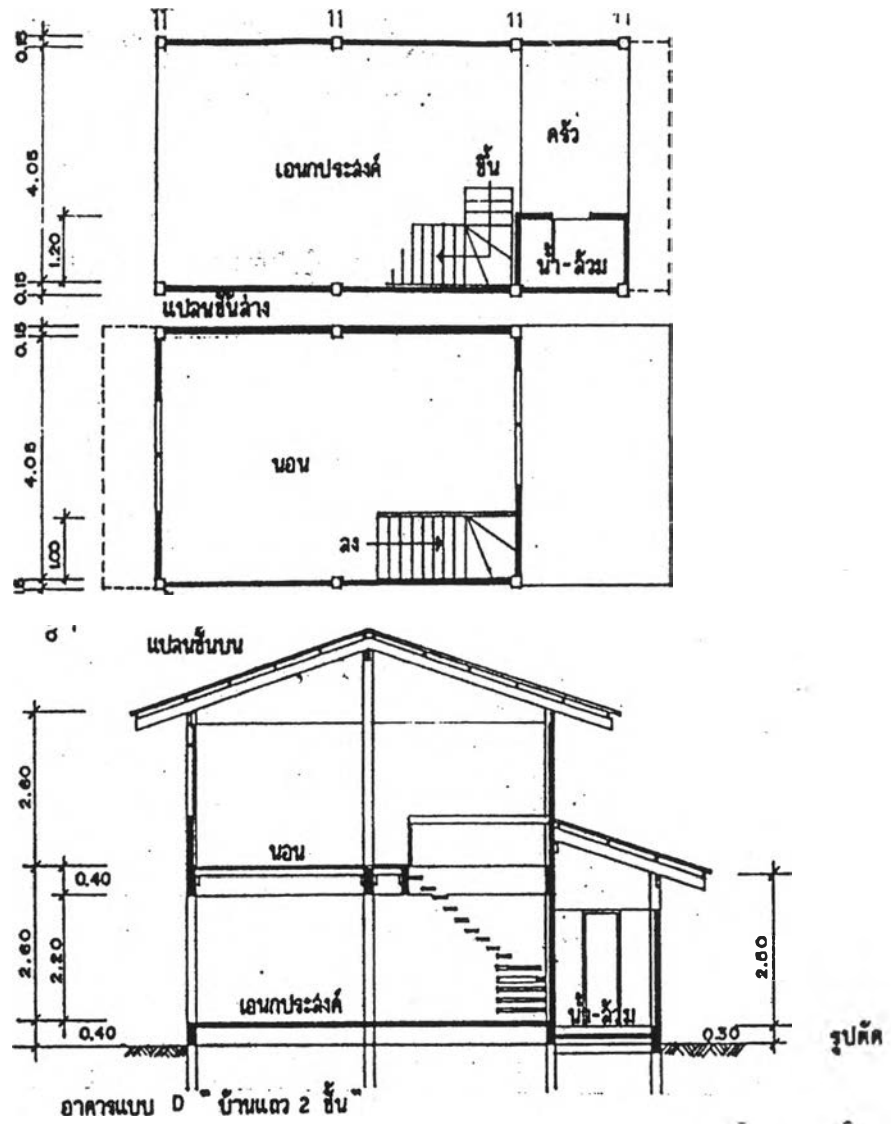 0.15
เอนกประสงค์
ครัว
ขึ้น
4.05
1.20
น้ำ-ส้วม
0.15
แปลนชั้นล่าง
0.15
4.05
นอน
1.00
ลง
แปลนชั้นบน
2.60
นอน
0.40
2.60
2.20
2.50
เอนกประสงค์
น้ำ-ส้วม
0.40
0.30
รูปตัด
อาคารแบบ D " บ้านแถว 2 ชั้น "